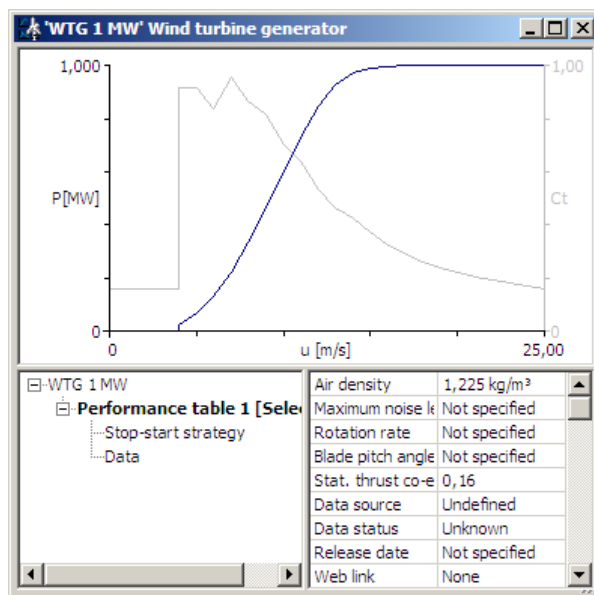 'WTG 1 MW' Wind turbine generator
1,000
1,00
P[MW]
Ct
0
0
0
u [m/s]
25,00
WTG 1 MW
Performance table 1 [Sele
Stop-start strategy
Data
Air density 1,225 kg/m³
Maximum noise le Not specified
Rotation rate Not specified
Blade pitch angle Not specified
Stat. thrust co-e 0,16
Data source Undefined
Data status Unknown
Release date Not specified
Web link None